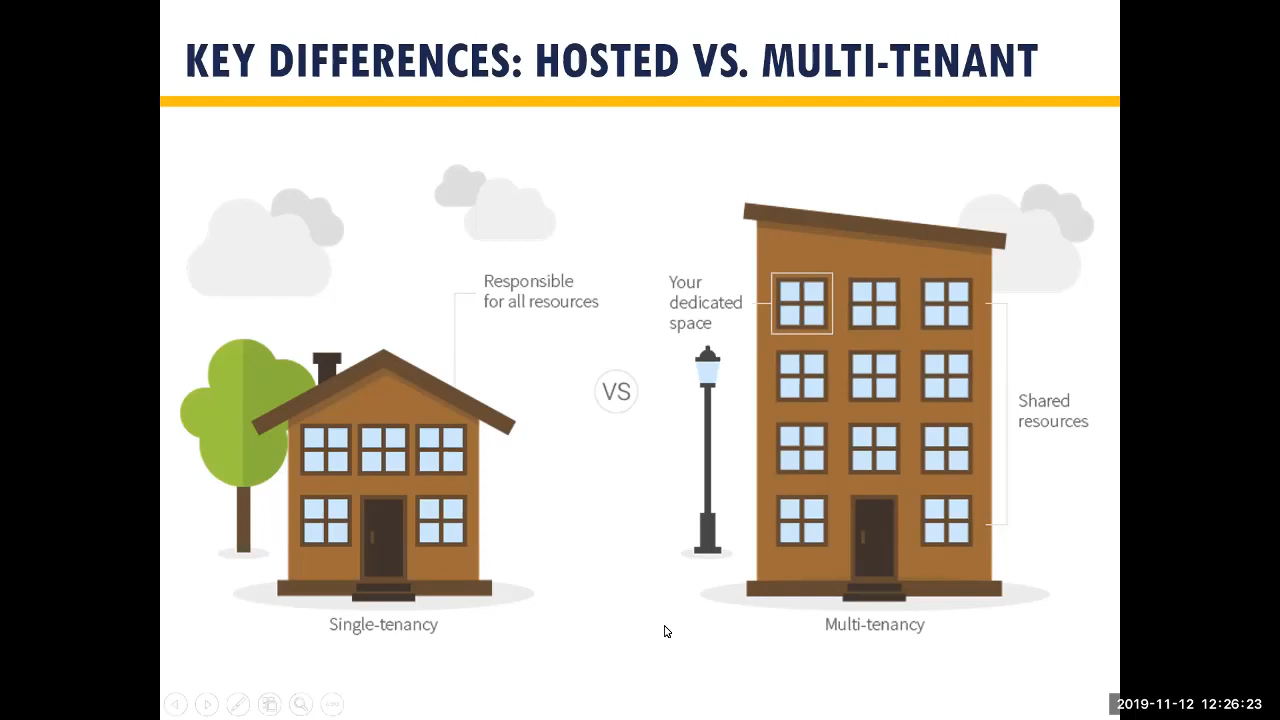 KEY DIFFERENCES: HOSTED VS. MULTI-TENANT
Responsible
for all resources
Your
dedicated
space
VS
Shared
resources
Single-tenancy
Multi-tenancy
2019-11-12 12:26:23